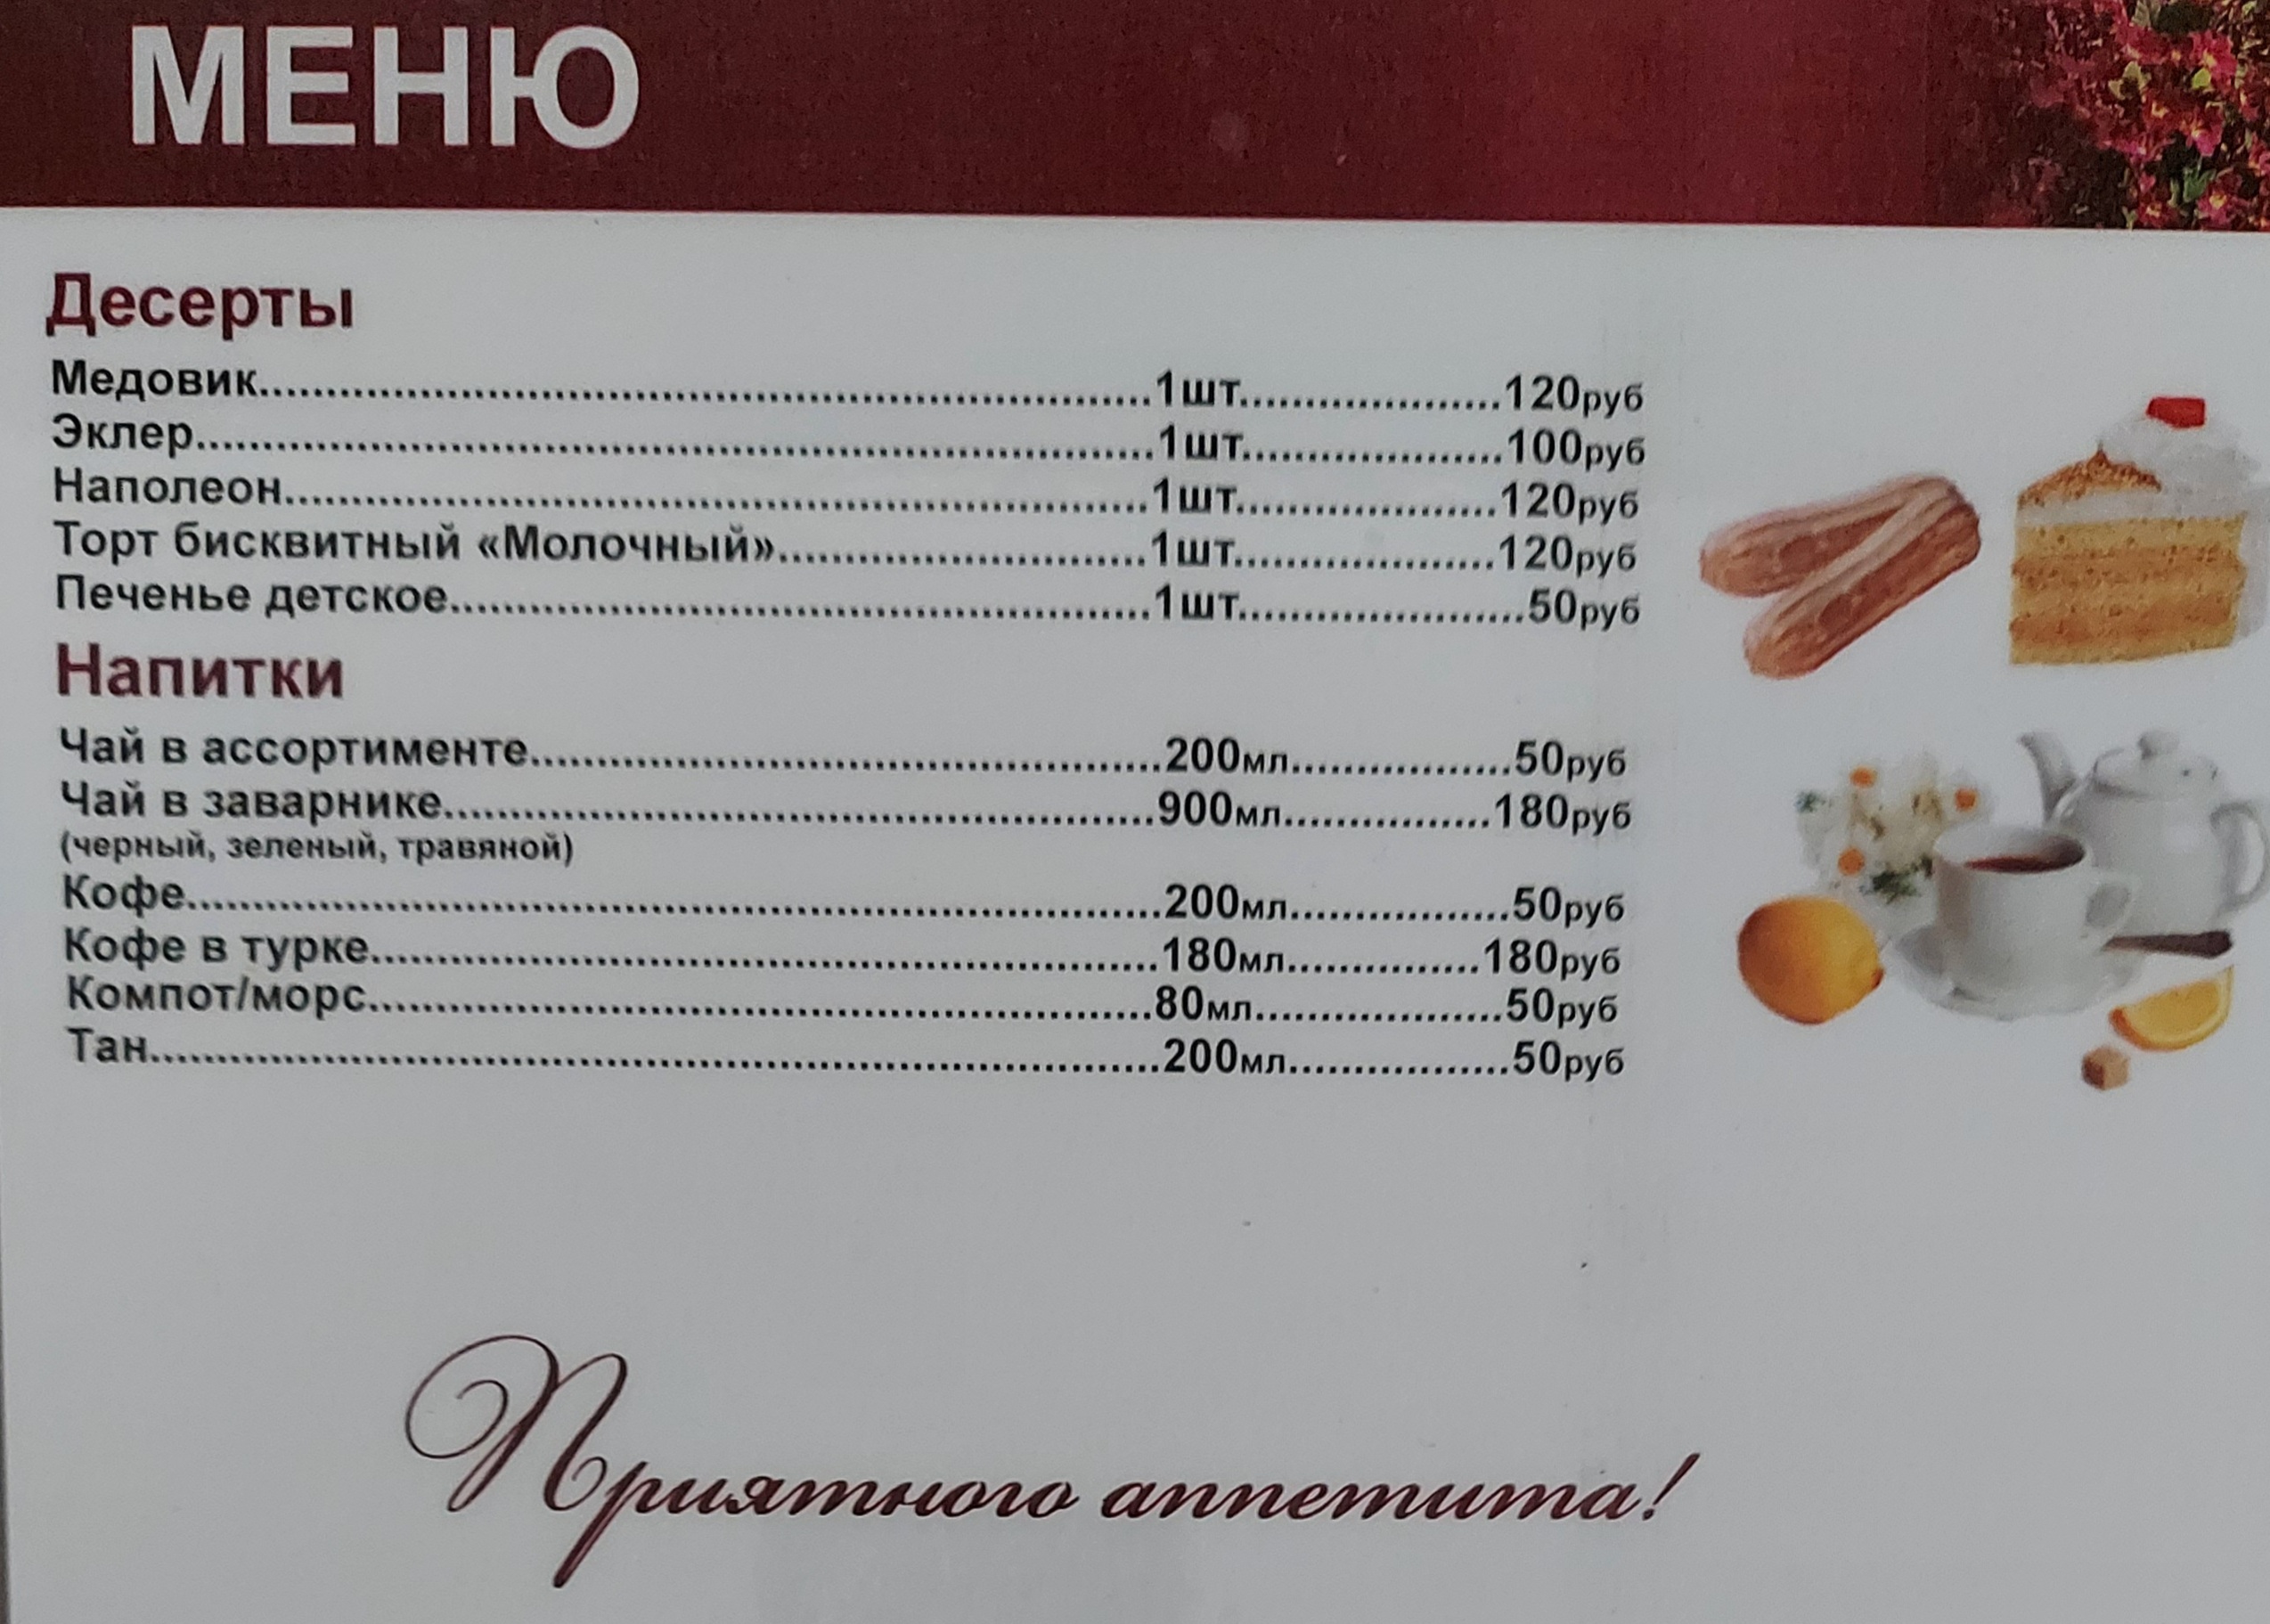 МЕНЮ
Десерты
Медовик.....................................................................1шт....................120руб
Эклер.........................................................................1шт....................100руб
Наполеон..................................................................1шт....................120руб
Торт бисквитный «Молочный»............................1шт....................120руб
Печенье детское.....................................................1шт......................50руб
Напитки
Чай в ассортименте................................................200мл.................50руб
Чай в заварнике......................................................900мл................180руб
(черный, зеленый, травяной)
Кофе..........................................................................200мл.................50руб
Кофе в турке............................................................180мл...............180руб
Компот/морс............................................................80мл...................50руб
Тан.............................................................................200мл.................50руб
Приятного аппетита!